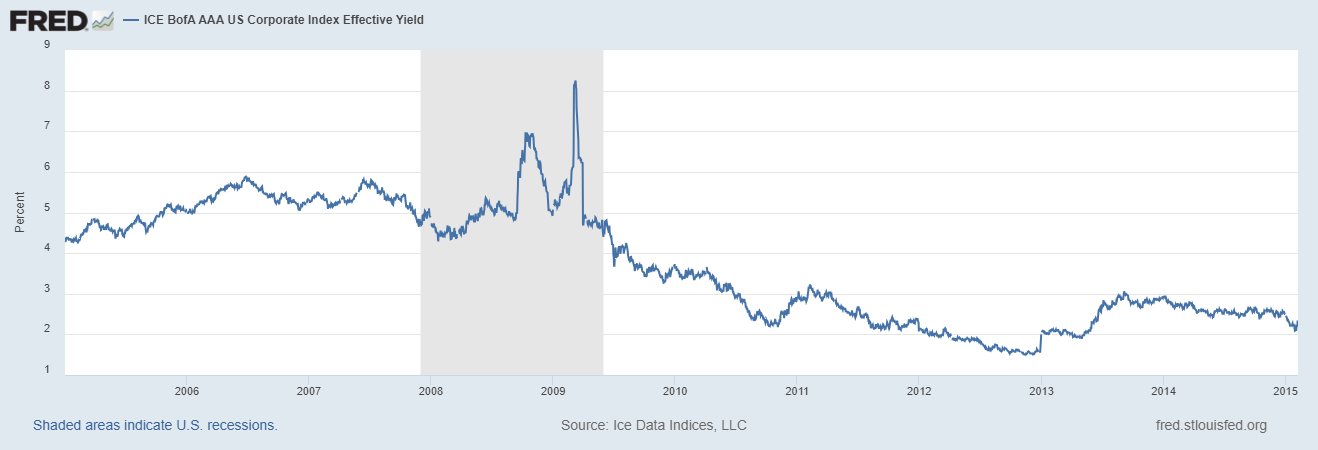 FRED ICE BofA AAA US Corporate Index Effective Yield
9
8
7
6
5
4
3
2
1
Percent
2006 2007 2008 2009 2010 2011 2012 2013 2014 2015
Shaded areas indicate U.S. recessions. Source: Ice Data Indices, LLC fred.stlouisfed.org